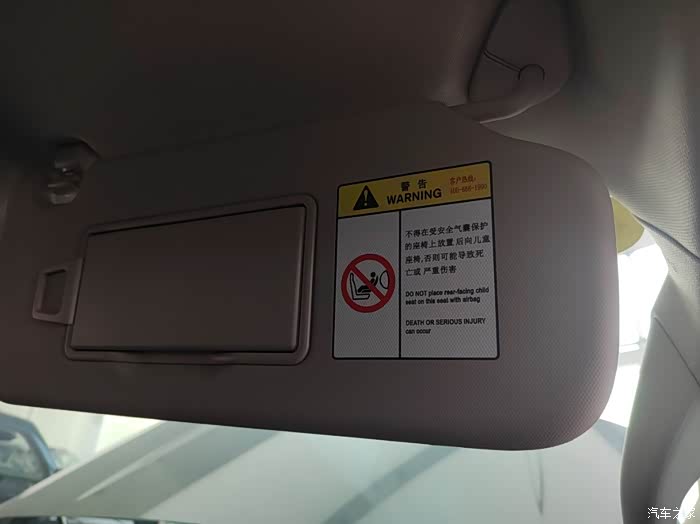 警告
WARNING
客户热线:
400-688-1990
不得在受安全气囊保护
的座椅上放置后向儿童
座椅,否则可能导致死
亡或 严重伤害
DO NOT place rear-facing child
seat on this seat with airbag
DEATH OR SERIOUS INJURY
can occur
汽车之家